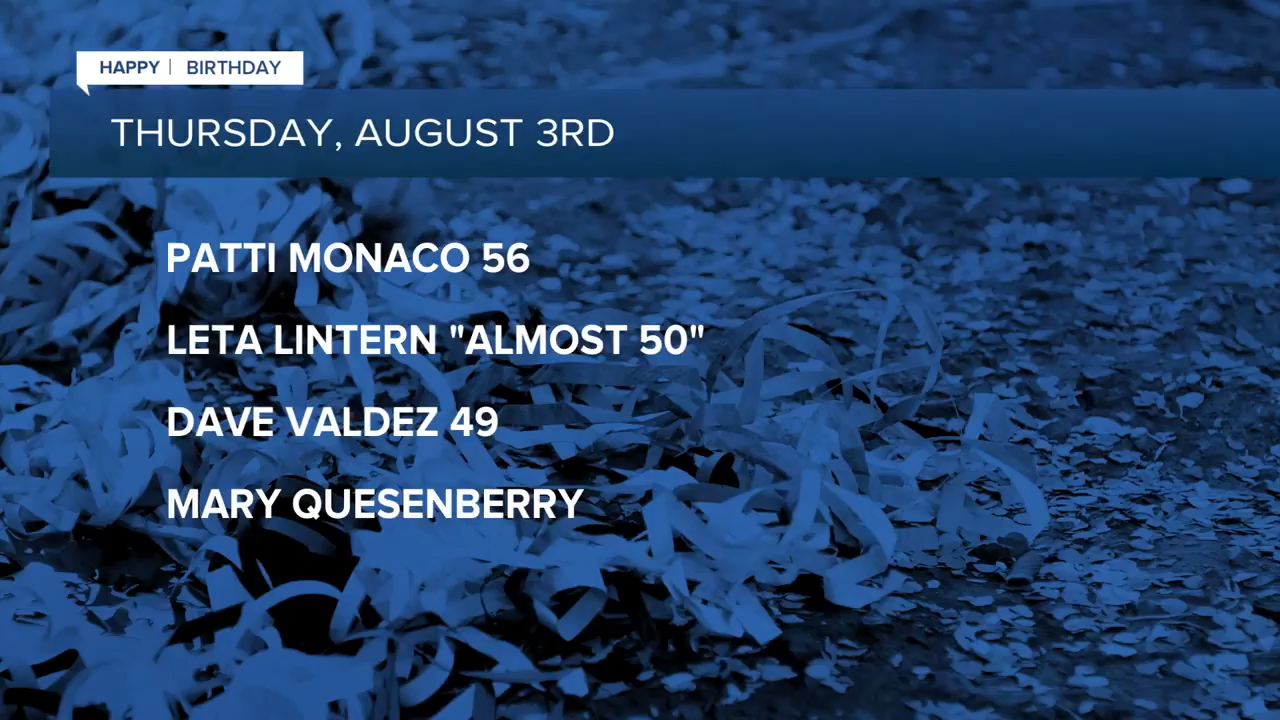 HAPPY | BIRTHDAY
THURSDAY, AUGUST 3RD
PATTI MONACO 56
LETA LINTERN "ALMOST 50"
DAVE VALDEZ 49
MARY QUESENBERRY